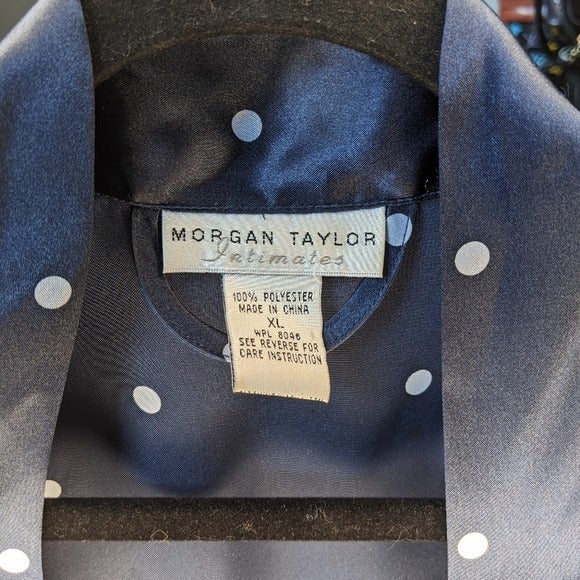 MORGAN TAYLOR
Intimates
100% POLYESTER
MADE IN CHINA
XL
WPL 8046
SEE REVERSE FOR
CARE INSTRUCTION